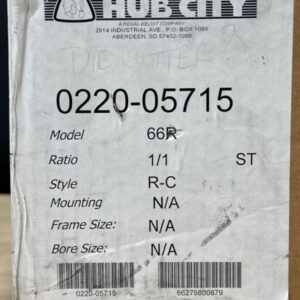 HUB CITY
A REGAL-BELOIT COMPANY
2914 INDUSTRIAL AVE., P.O. BOX 1089
ABERDEEN, SD 57402-1089
DIE CUTTER
0220-05715
Model 66R
Ratio 1/1 ST
Style R-C
Mounting N/A
Frame Size: N/A
Bore Size: N/A
0220-05715 66279800879